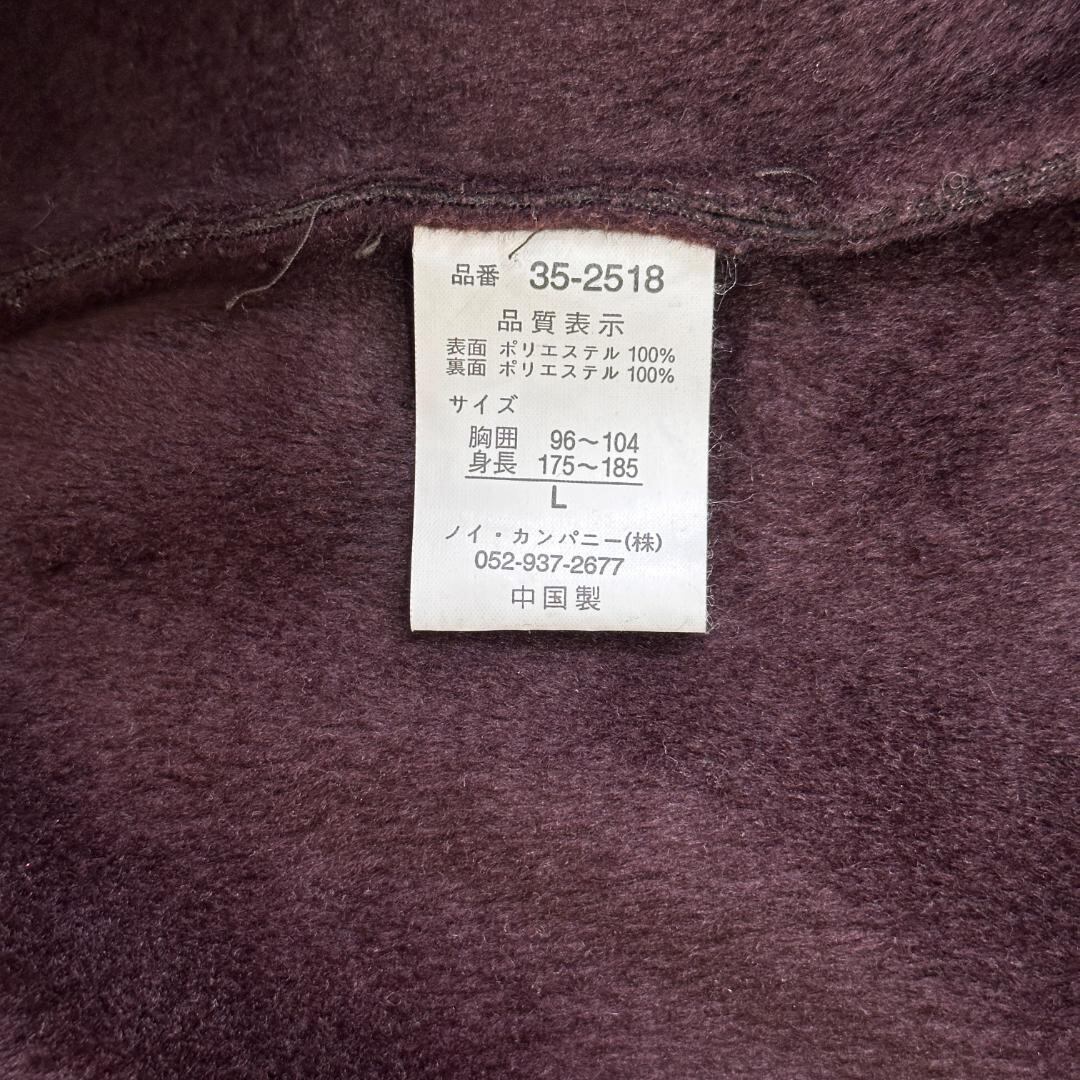 品番 35-2518
品質表示
表面 ポリエステル 100%
裏面 ポリエステル 100%
サイズ
胸囲 96～104
身長 175～185
L
ノイ・カンパニー(株)
052-937-2677
中国製